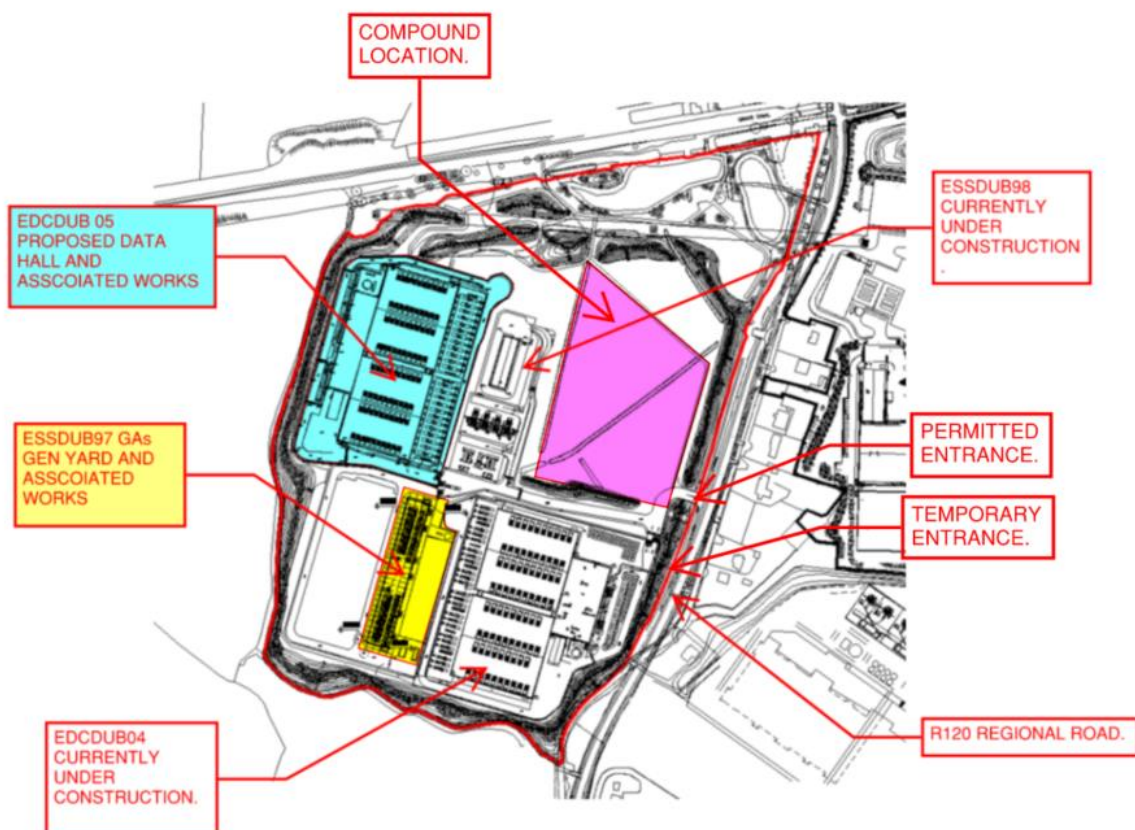 COMPOUND
LOCATION.
ESSDUB98
CURRENTLY
UNDER
CONSTRUCTION
.
EDCDUB 05
PROPOSED DATA
HALL AND
ASSCOIATED WORKS
ESSDUB97 GAs
GEN YARD AND
ASSCOIATED
WORKS
PERMITTED
ENTRANCE.
TEMPORARY
ENTRANCE.
R120 REGIONAL ROAD.
EDCDUB04
CURRENTLY
UNDER
CONSTRUCTION.